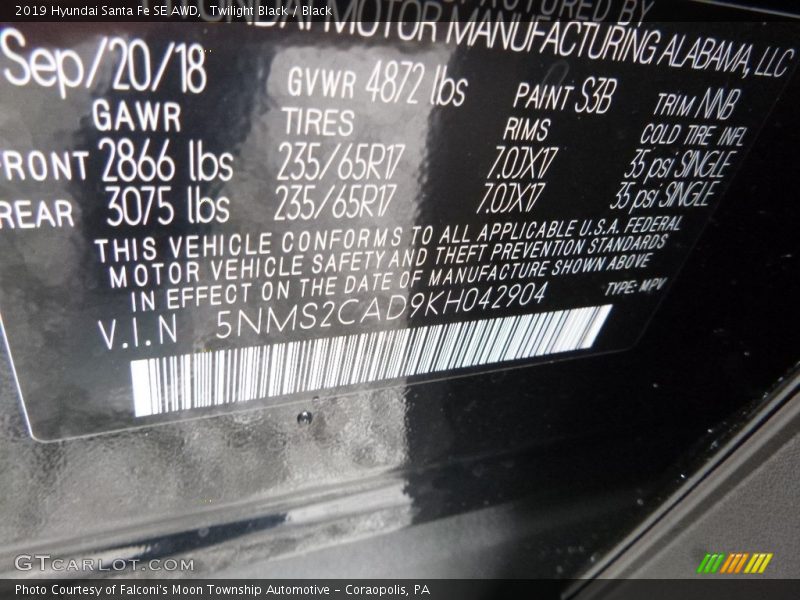 2019 Hyundai Santa Fe SE AWD, Twilight Black / Black
BY
MOTOR MANUFACTURING ALABAMA, LLC
Sep/20/18 GVWR 4872 lbs PAINT S3B TRIM NNB
GAWR TIRES RIMS COLD TIRE INFL
FRONT 2866 lbs 235/65R17 7.0JX17 35 psi SINGLE
REAR 3075 lbs 235/65R17 7.0JX17 35 psi SINGLE
THIS VEHICLE CONFORMS TO ALL APPLICABLE U.S.A. FEDERAL
MOTOR VEHICLE SAFETY AND THEFT PREVENTION STANDARDS
IN EFFECT ON THE DATE OF MANUFACTURE SHOWN ABOVE
V.I.N 5NMS2CAD9KH042904 TYPE: MPV
GTCARLOT.COM
Photo Courtesy of Falconi's Moon Township Automotive - Coraopolis, PA